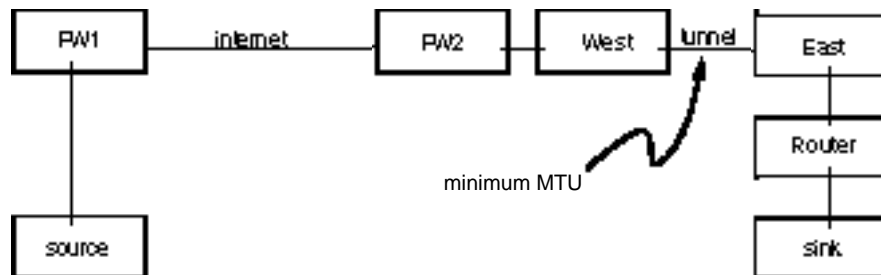 FW1
internet
FW2
West
tunnel
East
Router
minimum MTU
source
sink